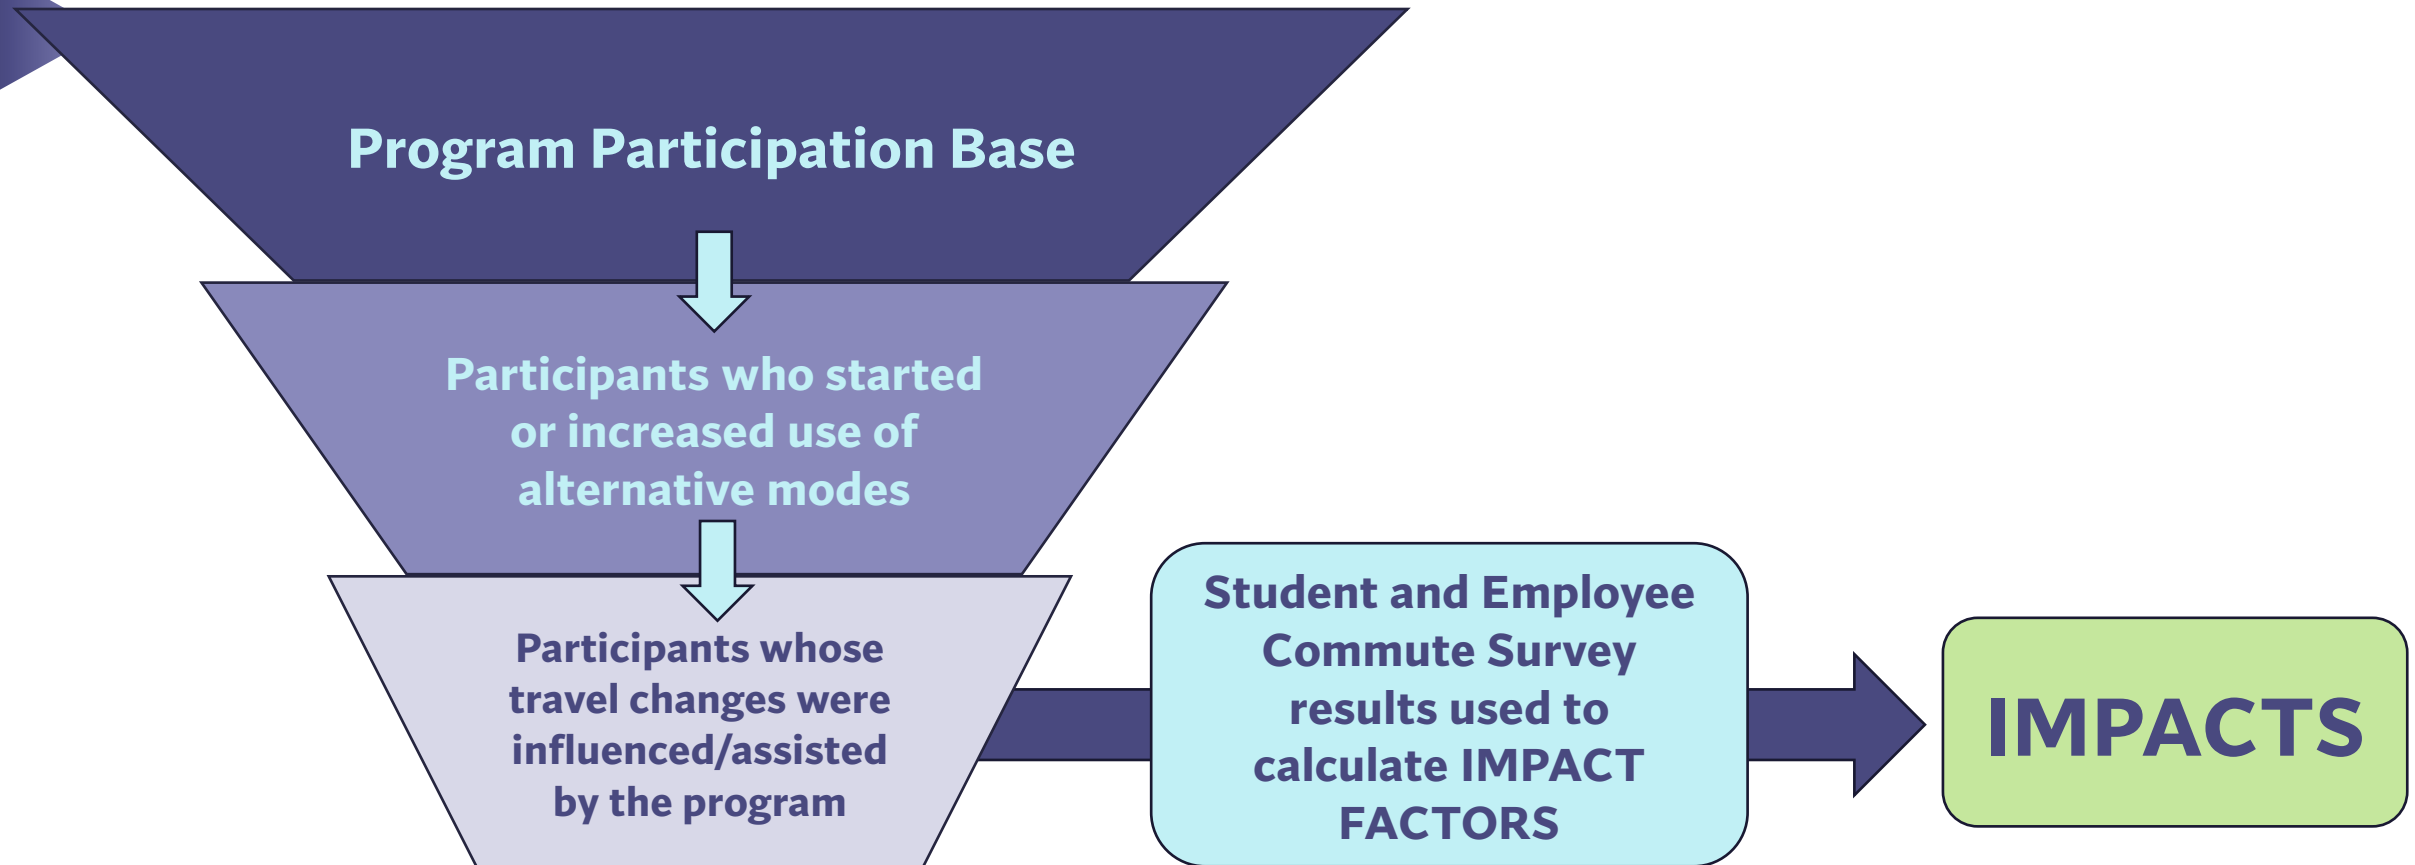 Program Participation Base
Participants who started
or increased use of
alternative modes
Participants whose
travel changes were
influenced/assisted
by the program
Student and Employee
Commute Survey
results used to
calculate IMPACT
FACTORS
IMPACTS